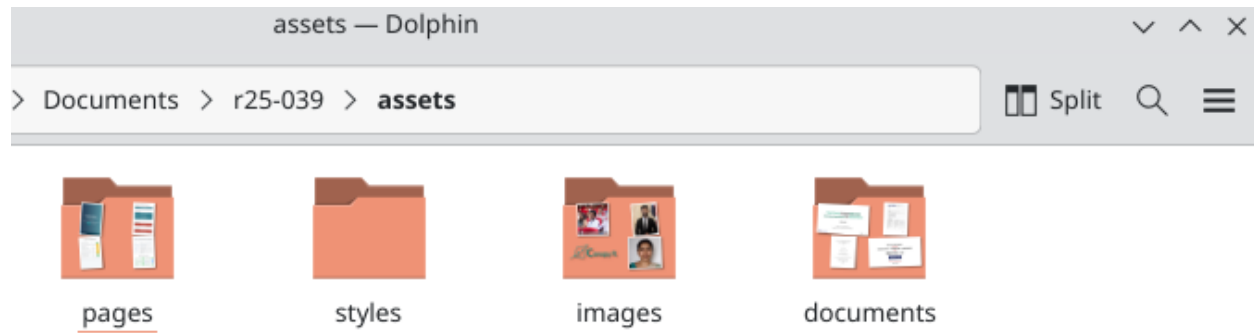 assets — Dolphin
> Documents > r25-039 > assets
Split
pages
styles
images
documents